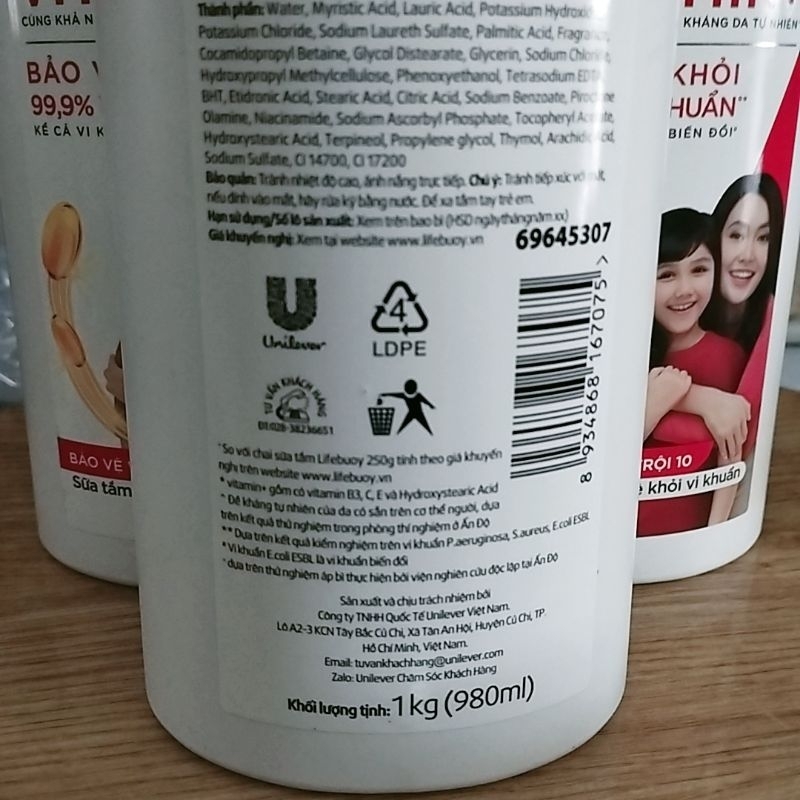 CÙNG KHẢ N
BẢO V
99,9%
KỂ CẢ VI K
BẢO VỆ
Sữa tắm
Thành phần: Water, Myristic Acid, Lauric Acid, Potassium Hydroxide
Potassium Chloride, Sodium Laureth Sulfate, Palmitic Acid, Fragrance
Cocamidopropyl Betaine, Glycol Distearate, Glycerin, Sodium Chloride,
Hydroxypropyl Methylcellulose, Phenoxyethanol, Tetrasodium EDTA
BHT, Etidronic Acid, Stearic Acid, Citric Acid, Sodium Benzoate, Piroctone
Olamine, Niacinamide, Sodium Ascorbyl Phosphate, Tocopheryl Acetate,
Hydroxystearic Acid, Terpineol, Propylene glycol, Thymol, Arachidic Acid,
Sodium Sulfate, CI 14700, CI 17200
Bảo quản: Tránh nhiệt độ cao, ánh nắng trực tiếp. Chú ý: Tránh tiếp xúc với mắt,
nếu dính vào mắt, hãy rửa kỹ bằng nước. Để xa tầm tay trẻ em.
Hạn sử dụng/Số lô sản xuất: Xem trên bao bì (HSD ngàythángnăm.xx)
Giá khuyến nghị: Xem tại website www.lifebuoy.vn
69645307
Unilever
4
LDPE
TƯ VẤN KHÁCH HÀNG
ĐT:028-38236651
8 934868 167075 >
*So với chai sữa tắm Lifebuoy 250g tính theo giá khuyến
nghị trên website www.lifebuoy.vn
* vitamin+ gồm có vitamin B3, C, E và Hydroxystearic Acid
^ Đề kháng tự nhiên của da có sẵn trên cơ thể người, dựa
trên kết quả thử nghiệm trong phòng thí nghiệm ở Ấn Độ
** Dựa trên kết quả kiểm nghiệm trên vi khuẩn P.aeruginosa, S.aureus, E.coli ESBL
* Vi khuẩn E.coli ESBL là vi khuẩn biến đổi
^ dựa trên thử nghiệm áp bì thực hiện bởi viện nghiên cứu độc lập tại Ấn Độ
Sản xuất và chịu trách nhiệm bởi
Công ty TNHH Quốc Tế Unilever Việt Nam.
Lô A2-3 KCN Tây Bắc Củ Chi, Xã Tân An Hội, Huyện Củ Chi, TP.
Hồ Chí Minh, Việt Nam.
Email: tuvankhachhang@unilever.com
Zalo: Unilever Chăm Sóc Khách Hàng
Khối lượng tịnh: 1kg (980ml)
KHÁNG DA TỰ NHIÊN
KHỎI
HUẨN**
BIẾN ĐỔI
TRỘI 10
khỏi vi khuẩn